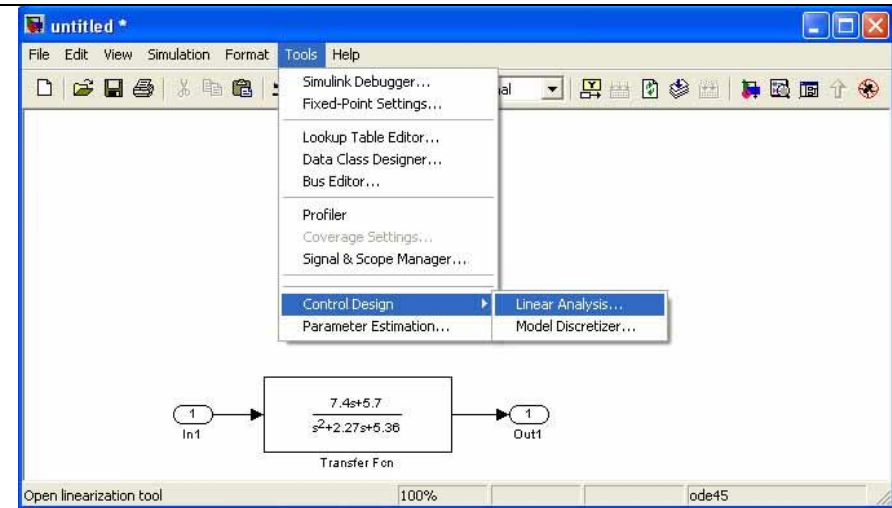 untitled *
File Edit View Simulation Format Tools Help
al
Simulink Debugger...
Fixed-Point Settings...
Lookup Table Editor...
Data Class Designer...
Bus Editor...
Profiler
Coverage Settings...
Signal & Scope Manager...
Control Design
Linear Analysis...
Parameter Estimation...
Model Discretizer...
1
In1
7.4s+5.7
s²+2.27s+5.36
Transfer Fcn
1
Out1
Open linearization tool 100% ode45